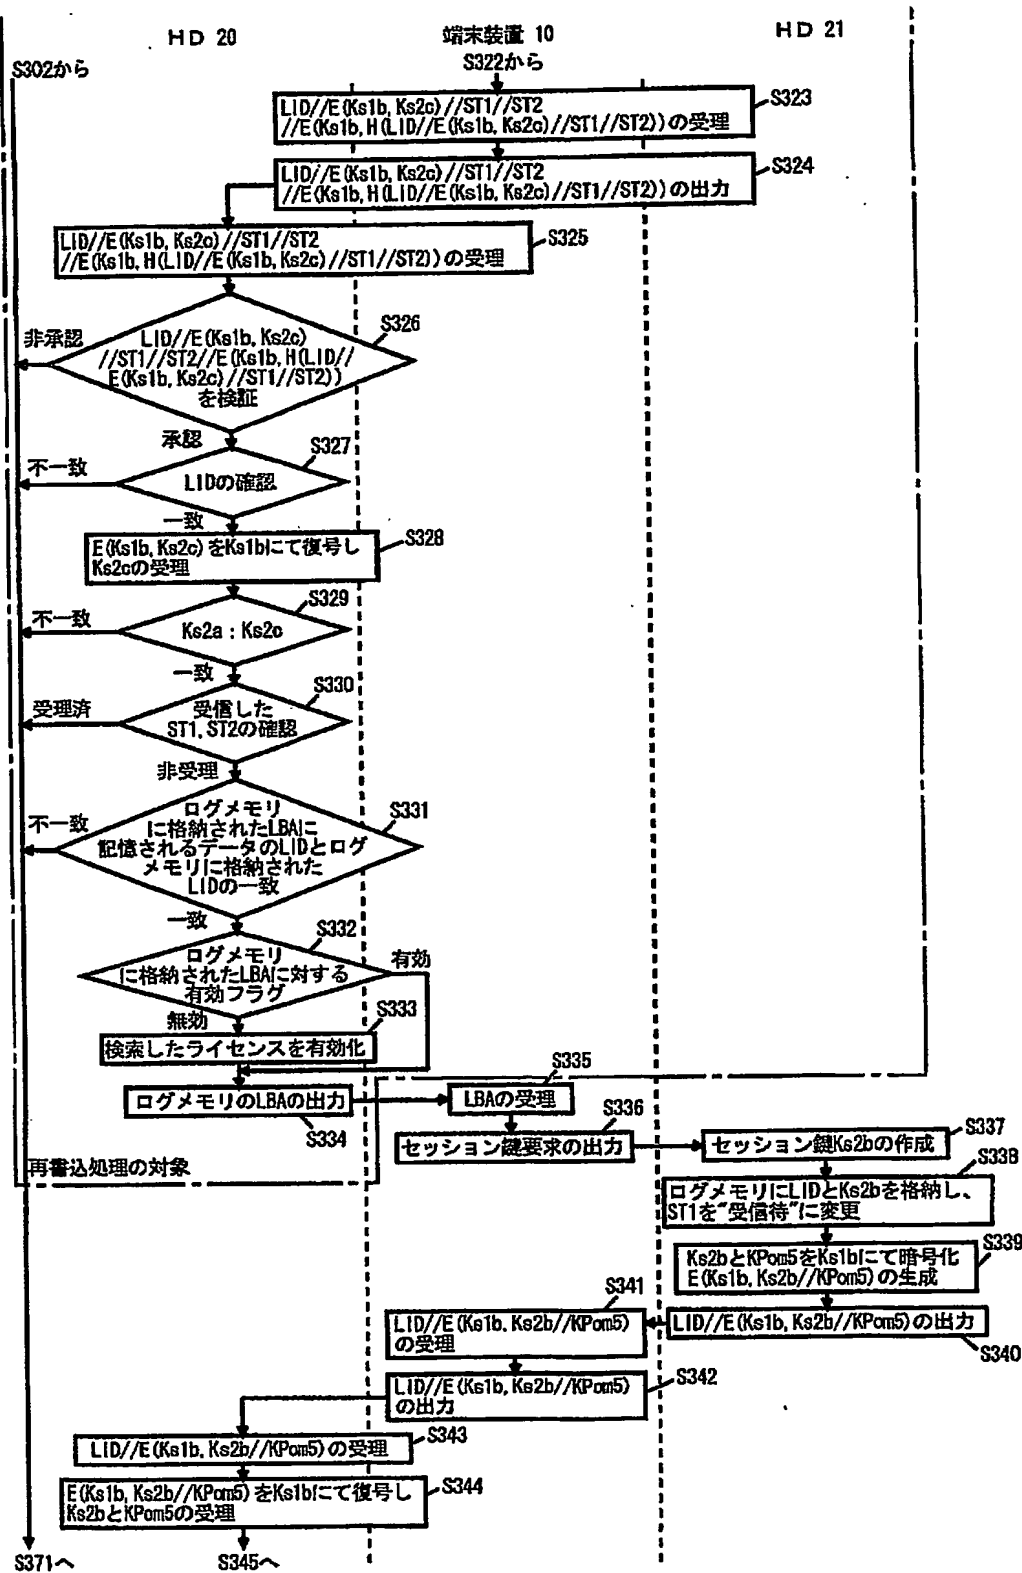 HD 20
端末装置 10
HD 21
S302から
S322から
LID//E(Ks1b, Ks2c)//ST1//ST2
//E(Ks1b, H(LID//E(Ks1b, Ks2c)//ST1//ST2))の受理
S323
LID//E(Ks1b, Ks2c)//ST1//ST2
//E(Ks1b, H(LID//E(Ks1b, Ks2c)//ST1//ST2))の出力
S324
LID//E(Ks1b, Ks2c)//ST1//ST2
//E(Ks1b, H(LID//E(Ks1b, Ks2c)//ST1//ST2))の受理
S325
非承認
LID//E(Ks1b, Ks2c)
//ST1//ST2//E(Ks1b, H(LID//
E(Ks1b, Ks2c)//ST1//ST2))
を検証
S326
承認
不一致
LIDの確認
S327
一致
E(Ks1b, Ks2c)をKs1bにて復号し
Ks2cの受理
S328
不一致
Ks2a : Ks2c
S329
一致
受理済
受信した
ST1, ST2の確認
S330
非受理
不一致
ログメモリ
に格納されたLBAに
記憶されるデータのLIDとログ
メモリに格納された
LIDの一致
S331
一致
ログメモリ
に格納されたLBAに対する
有効フラグ
S332
有効
無効
検索したライセンスを有効化
S333
ログメモリのLBAの出力
S334
LBAの受理
S335
セッション鍵要求の出力
S336
セッション鍵Ks2bの作成
S337
再書込処理の対象
ログメモリにLIDとKs2bを格納し、
ST1を"受信待"に変更
S338
Ks2bとKPom5をKs1bにて暗号化
E(Ks1b, Ks2b//KPom5)の生成
S339
LID//E(Ks1b, Ks2b//KPom5)の出力
S340
LID//E(Ks1b, Ks2b//KPom5)
の受理
S341
LID//E(Ks1b, Ks2b//KPom5)
の出力
S342
LID//E(Ks1b, Ks2b//KPom5)の受理
S343
E(Ks1b, Ks2b//KPom5)をKs1bにて復号し
Ks2bとKPom5の受理
S344
S371へ
S345へ